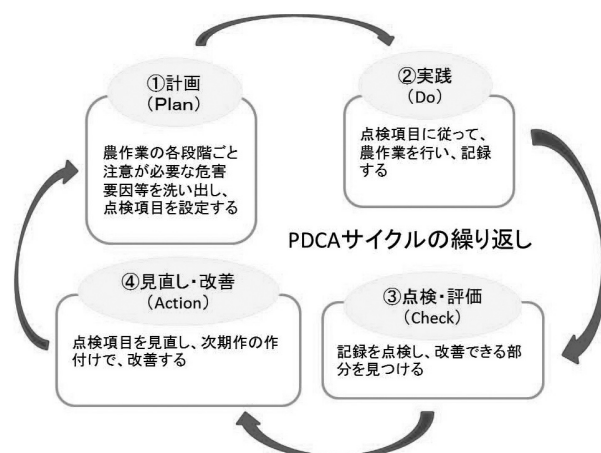 ①計画
(Plan)
農作業の各段階ごと
注意が必要な危害
要因等を洗い出し、
点検項目を設定する
②実践
(Do)
点検項目に従って、
農作業を行い、記録
する
PDCAサイクルの繰り返し
③点検・評価
(Check)
記録を点検し、改善できる部
分を見つける
④見直し・改善
(Action)
点検項目を見直し、次期作の作
付けで、改善する